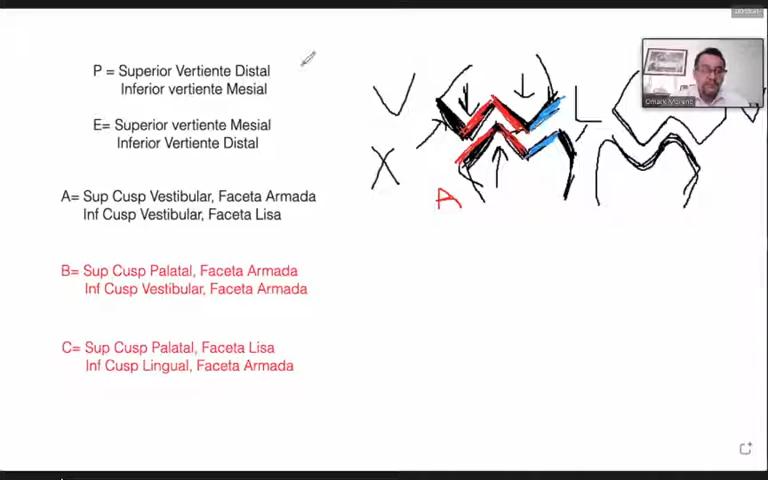 P = Superior Vertiente Distal
Inferior vertiente Mesial
E= Superior vertiente Mesial
Inferior Vertiente Distal
A= Sup Cusp Vestibular, Faceta Armada
Inf Cusp Vestibular, Faceta Lisa
B= Sup Cusp Palatal, Faceta Armada
Inf Cusp Vestibular, Faceta Armada
C= Sup Cusp Palatal, Faceta Lisa
Inf Cusp Lingual, Faceta Armada
V
L
V
X
A
Omark Moreno